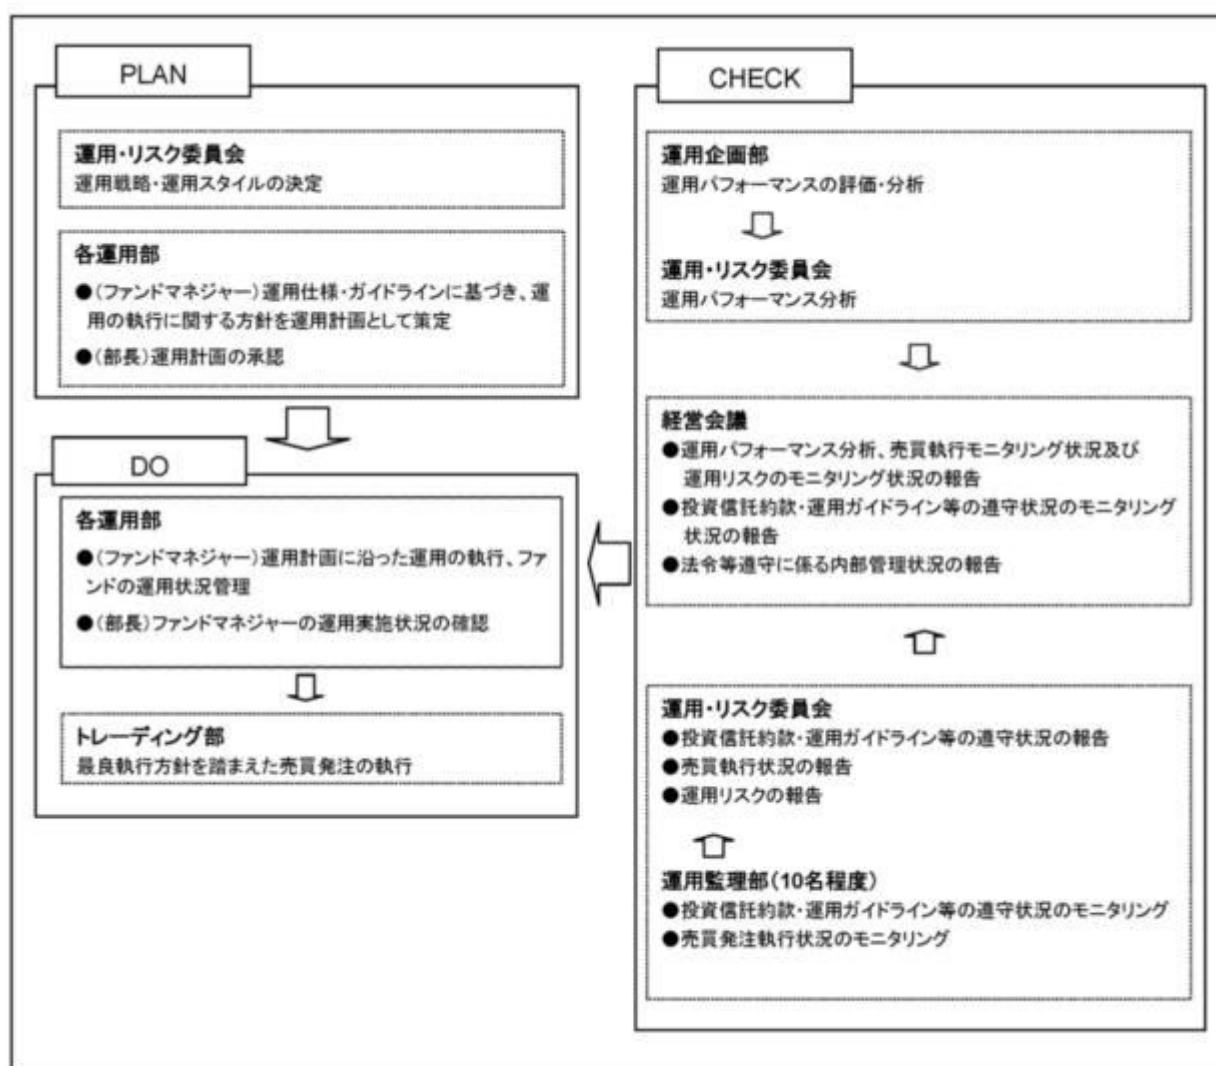 PLAN
運用・リスク委員会
運用戦略・運用スタイルの決定
各運用部
●(ファンドマネジャー)運用仕様・ガイドラインに基づき、運
用の執行に関する方針を運用計画として策定
●(部長)運用計画の承認
DO
各運用部
●(ファンドマネジャー)運用計画に沿った運用の執行、ファ
ンドの運用状況管理
●(部長)ファンドマネジャーの運用実施状況の確認
トレーディング部
最良執行方針を踏まえた売買発注の執行
CHECK
運用企画部
運用パフォーマンスの評価・分析
運用・リスク委員会
運用パフォーマンス分析
経営会議
●運用パフォーマンス分析、売買執行モニタリング状況及び
運用リスクのモニタリング状況の報告
●投資信託約款・運用ガイドライン等の遵守状況のモニタリング
状況の報告
●法令等遵守に係る内部管理状況の報告
運用・リスク委員会
●投資信託約款・運用ガイドライン等の遵守状況の報告
●売買執行状況の報告
●運用リスクの報告
運用監理部(10名程度)
●投資信託約款・運用ガイドライン等の遵守状況のモニタリング
●売買発注執行状況のモニタリング